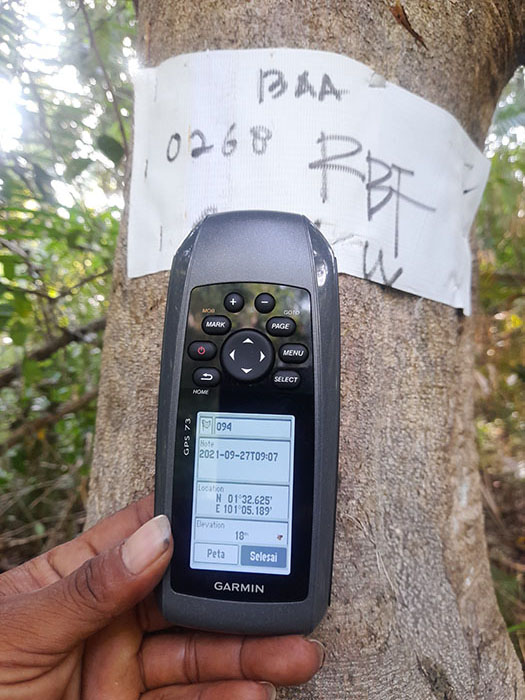 BAA
0268
RBT
W
+
-
MOB
GOTO
MARK
PAGE
MENU
SELECT
HOME
GPS 73
094
Note
2021-09-27T09:07
Location
N 01°32.625'
E 101°05.189'
Elevation
18m
Peta
Selesai
GARMIN